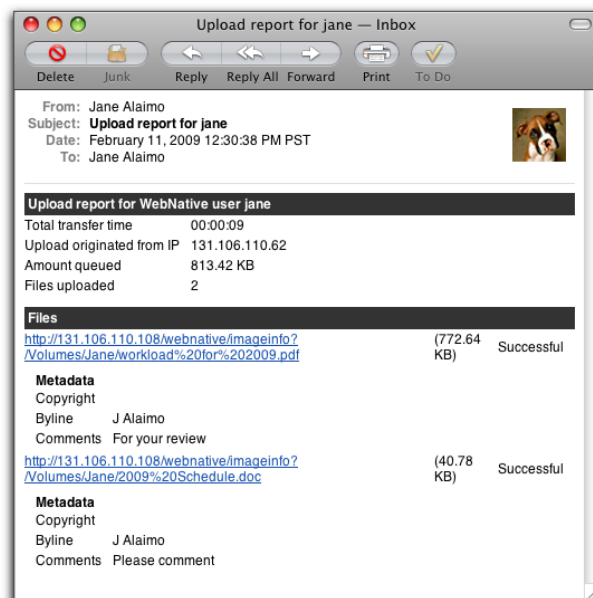 Upload report for jane — Inbox
Delete Junk Reply Reply All Forward Print To Do
From: Jane Alaimo
Subject: Upload report for jane
Date: February 11, 2009 12:30:38 PM PST
To: Jane Alaimo
Upload report for WebNative user jane
Total transfer time 00:00:09
Upload originated from IP 131.106.110.62
Amount queued 813.42 KB
Files uploaded 2
Files
http://131.106.110.108/webnative/imageinfo? (772.64
/Volumes/Jane/workload%20for%202009.pdf KB) Successful
Metadata
Copyright
Byline J Alaimo
Comments For your review
http://131.106.110.108/webnative/imageinfo? (40.78
/Volumes/Jane/2009%20Schedule.doc KB) Successful
Metadata
Copyright
Byline J Alaimo
Comments Please comment